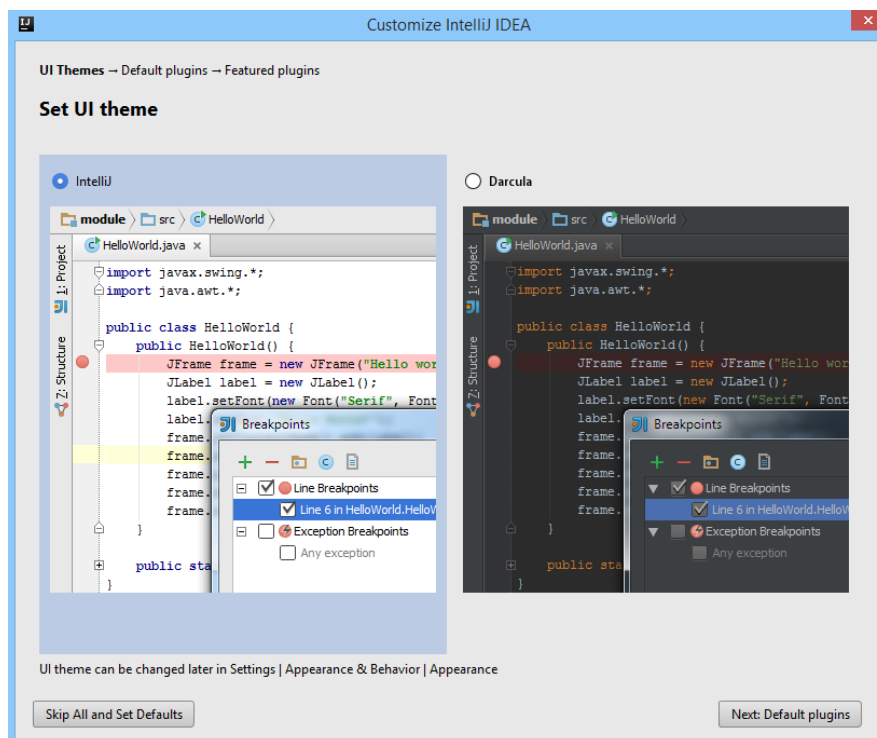 Customize IntelliJ IDEA
UI Themes → Default plugins → Featured plugins
Set UI theme
IntelliJ
module src HelloWorld
HelloWorld.java ×
1: Project
Z: Structure
import javax.swing.*;
import java.awt.*;
public class HelloWorld {
public HelloWorld() {
JFrame frame = new JFrame("Hello wor
JLabel label = new JLabel();
label.setFont(new Font("Serif", Font
label.
frame.
frame.
frame.
frame.
frame.
}
public sta
}
Breakpoints
Line Breakpoints
Line 6 in HelloWorld.HelloW
Exception Breakpoints
Any exception
Darcula
module src HelloWorld
HelloWorld.java ×
1: Project
Z: Structure
import javax.swing.*;
import java.awt.*;
public class HelloWorld {
public HelloWorld() {
JFrame frame = new JFrame("Hello wor
JLabel label = new JLabel();
label.setFont(new Font("Serif", Font
label.
frame.
frame.
frame.
frame.
frame.
}
public sta
}
Breakpoints
Line Breakpoints
Line 6 in HelloWorld.HelloW
Exception Breakpoints
Any exception
UI theme can be changed later in Settings | Appearance & Behavior | Appearance
Skip All and Set Defaults
Next: Default plugins